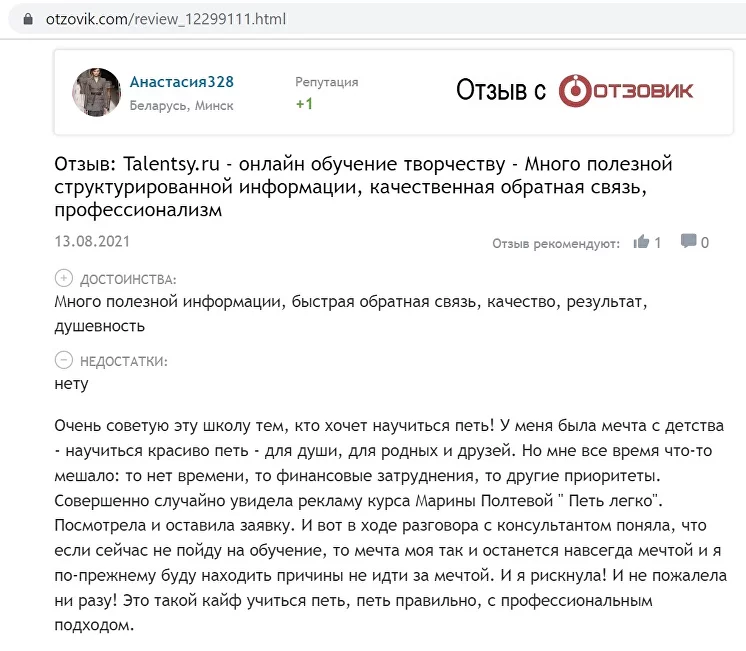 otzovik.com/review_12299111.html
Анастасия328
Беларусь, Минск
Репутация
+1
Отзыв с ОТЗОВИК
Отзыв: Talentsy.ru - онлайн обучение творчеству - Много полезной
структурированной информации, качественная обратная связь,
профессионализм
13.08.2021
Отзыв рекомендуют: 1 0
ДОСТОИНСТВА:
Много полезной информации, быстрая обратная связь, качество, результат,
душевность
НЕДОСТАТКИ:
нету
Очень советую эту школу тем, кто хочет научиться петь! У меня была мечта с детства
- научиться красиво петь - для души, для родных и друзей. Но мне все время что-то
мешало: то нет времени, то финансовые затруднения, то другие приоритеты.
Совершенно случайно увидела рекламу курса Марины Полтевой " Петь легко".
Посмотрела и оставила заявку. И вот в ходе разговора с консультантом поняла, что
если сейчас не пойду на обучение, то мечта моя так и останется навсегда мечтой и я
по-прежнему буду находить причины не идти за мечтой. И я рискнула! И не пожалела
ни разу! Это такой кайф учиться петь, петь правильно, с профессиональным
подходом.